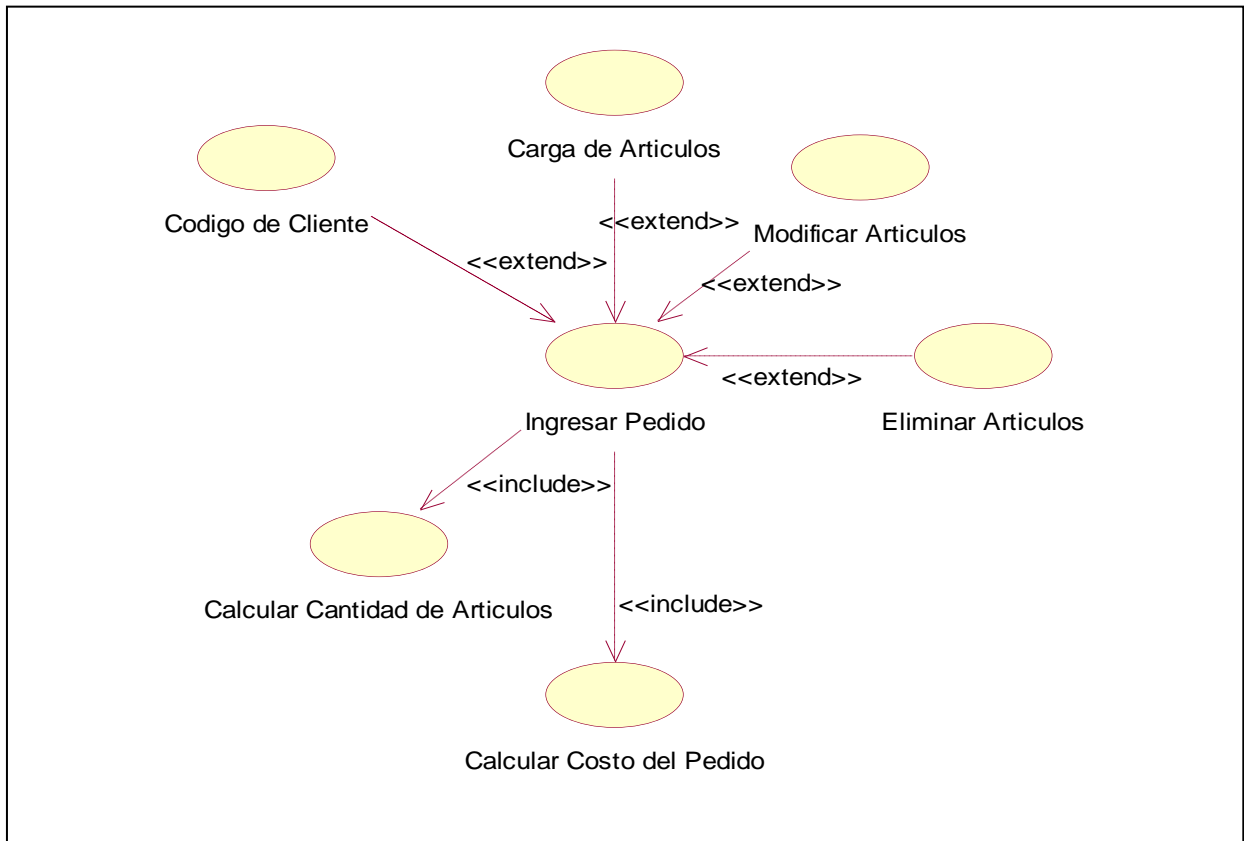 Carga de Articulos
Codigo de Cliente
<<extend>>
Modificar Articulos
<<extend>>
<<extend>>
<<extend>>
Ingresar Pedido
Eliminar Articulos
<<include>>
Calcular Cantidad de Articulos
<<include>>
Calcular Costo del Pedido